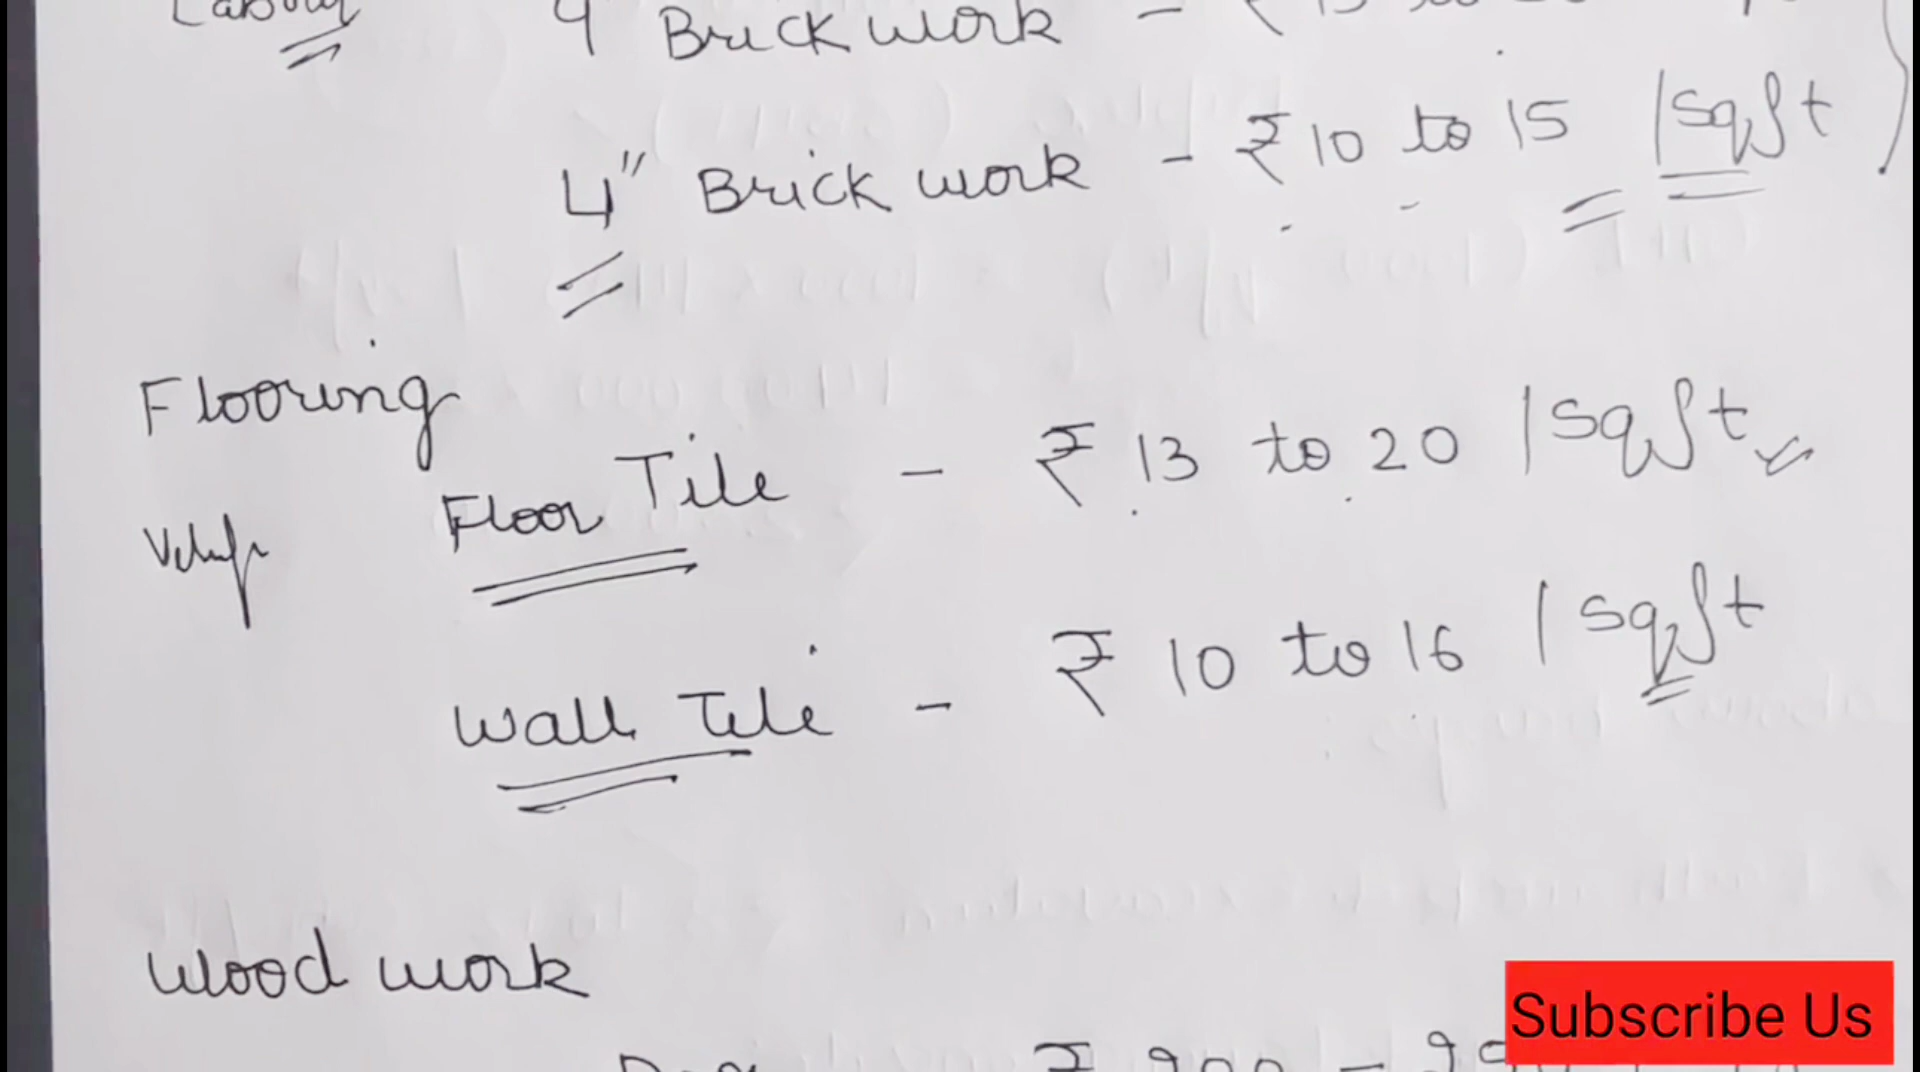 Labour
9" Brick work -
4" Brick work - ₹10 to 15 /sqft
Flooring
Floor Tile - ₹ 13 to 20 /sqft
Wall Tile - ₹ 10 to 16 /sqft
Wood work
Subscribe Us